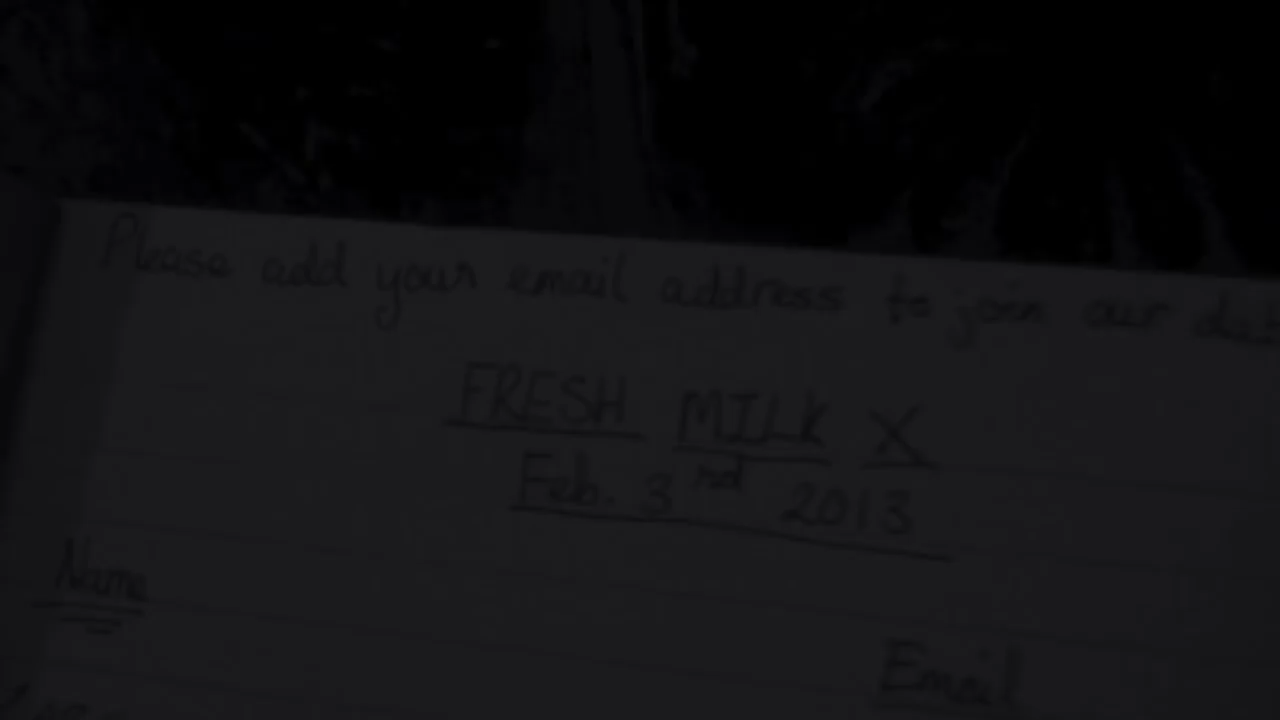 Please add your email address to join our
FRESH MILK X
Feb. 3rd 2013
Name
Email